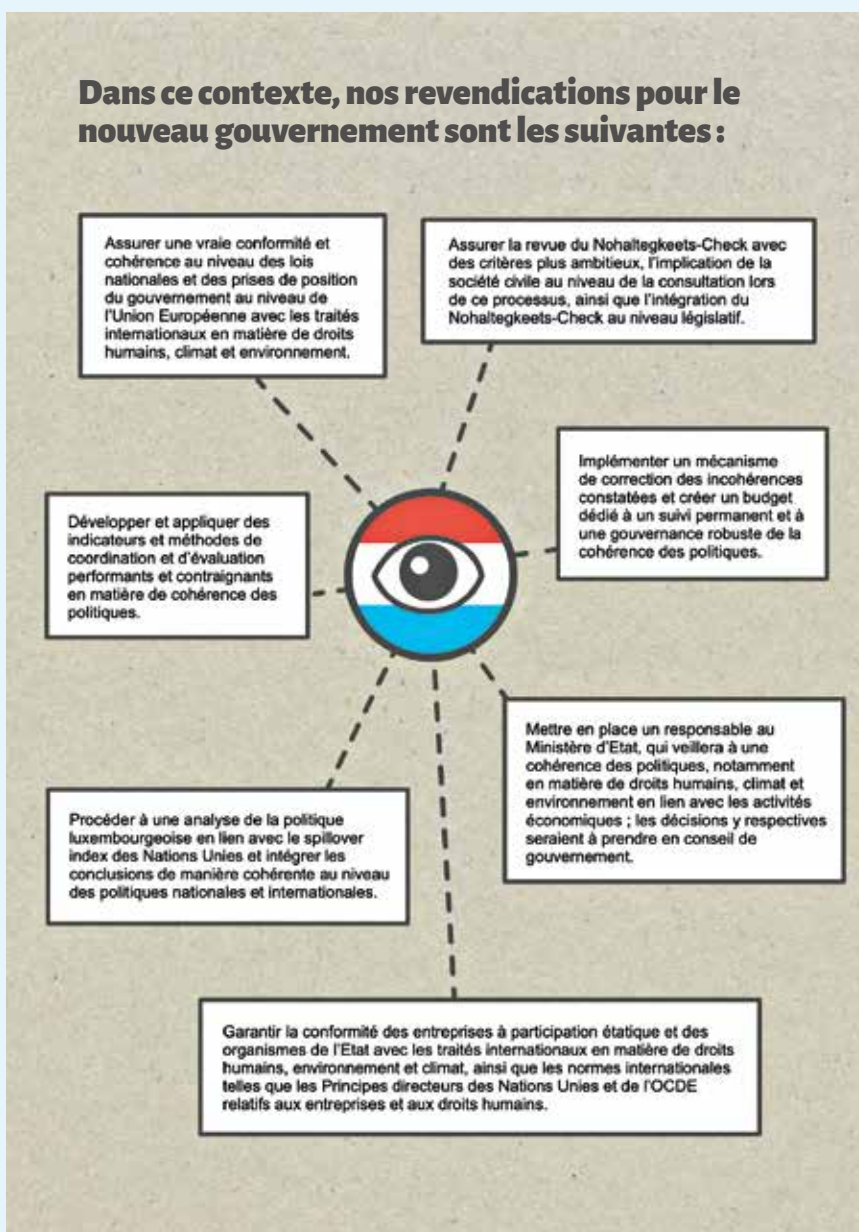 Dans ce contexte, nos revendications pour le
nouveau gouvernement sont les suivantes :
Assurer une vraie conformité et
cohérence au niveau des lois
nationales et des prises de position
du gouvernement au niveau de
l'Union Européenne avec les traités
internationaux en matière de droits
humains, climat et environnement.
Assurer la revue du Nohaltegkeets-Check avec
des critères plus ambitieux, l'implication de la
société civile au niveau de la consultation lors
de ce processus, ainsi que l'intégration du
Nohaltegkeets-Check au niveau législatif.
Implémenter un mécanisme
de correction des incohérences
constatées et créer un budget
dédié à un suivi permanent et à
une gouvernance robuste de la
cohérence des politiques.
Développer et appliquer des
indicateurs et méthodes de
coordination et d'évaluation
performants et contraignants
en matière de cohérence des
politiques.
Mettre en place un responsable au
Ministère d'Etat, qui veillera à une
cohérence des politiques, notamment
en matière de droits humains, climat et
environnement en lien avec les activités
économiques ; les décisions y respectives
seraient à prendre en conseil de
gouvernement.
Procéder à une analyse de la politique
luxembourgeoise en lien avec le spillover
index des Nations Unies et intégrer les
conclusions de manière cohérente au niveau
des politiques nationales et internationales.
Garantir la conformité des entreprises à participation étatique et des
organismes de l'Etat avec les traités internationaux en matière de droits
humains, environnement et climat, ainsi que les normes internationales
telles que les Principes directeurs des Nations Unies et de l'OCDE
relatifs aux entreprises et aux droits humains.